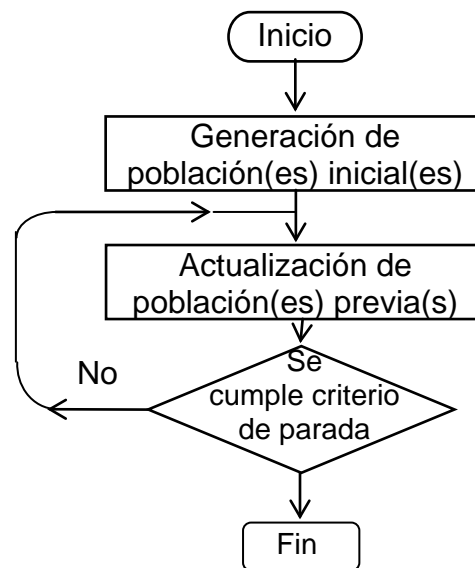 Inicio
Generación de
población(es) inicial(es)
Actualización de
población(es) previa(s)
Se
cumple criterio
de parada
No
Fin